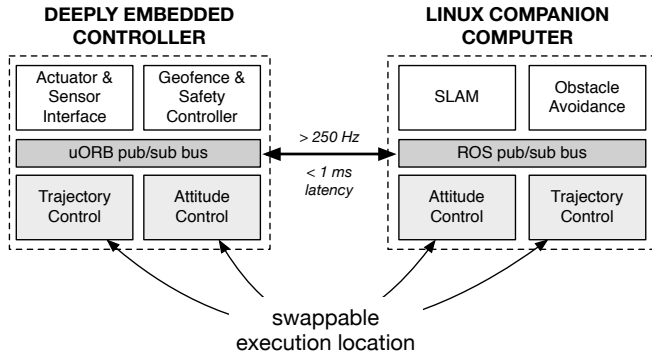 DEEPLY EMBEDDED
CONTROLLER
Actuator &
Sensor
Interface
Geofence &
Safety
Controller
uORB pub/sub bus
Trajectory
Control
Attitude
Control
> 250 Hz
< 1 ms
latency
LINUX COMPANION
COMPUTER
SLAM
Obstacle
Avoidance
ROS pub/sub bus
Attitude
Control
Trajectory
Control
swappable
execution location